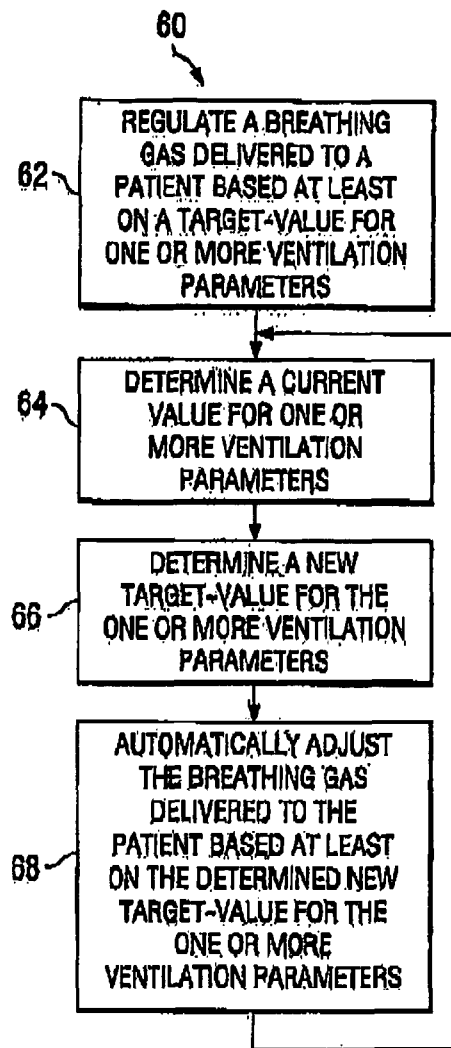 60
62
REGULATE A BREATHING
GAS DELIVERED TO A
PATIENT BASED AT LEAST
ON A TARGET-VALUE FOR
ONE OR MORE VENTILATION
PARAMETERS
64
DETERMINE A CURRENT
VALUE FOR ONE OR
MORE VENTILATION
PARAMETERS
66
DETERMINE A NEW
TARGET-VALUE FOR THE
ONE OR MORE VENTILATION
PARAMETERS
68
AUTOMATICALLY ADJUST
THE BREATHING GAS
DELIVERED TO THE
PATIENT BASED AT LEAST
ON THE DETERMINED NEW
TARGET-VALUE FOR THE
ONE OR MORE
VENTILATION PARAMETERS